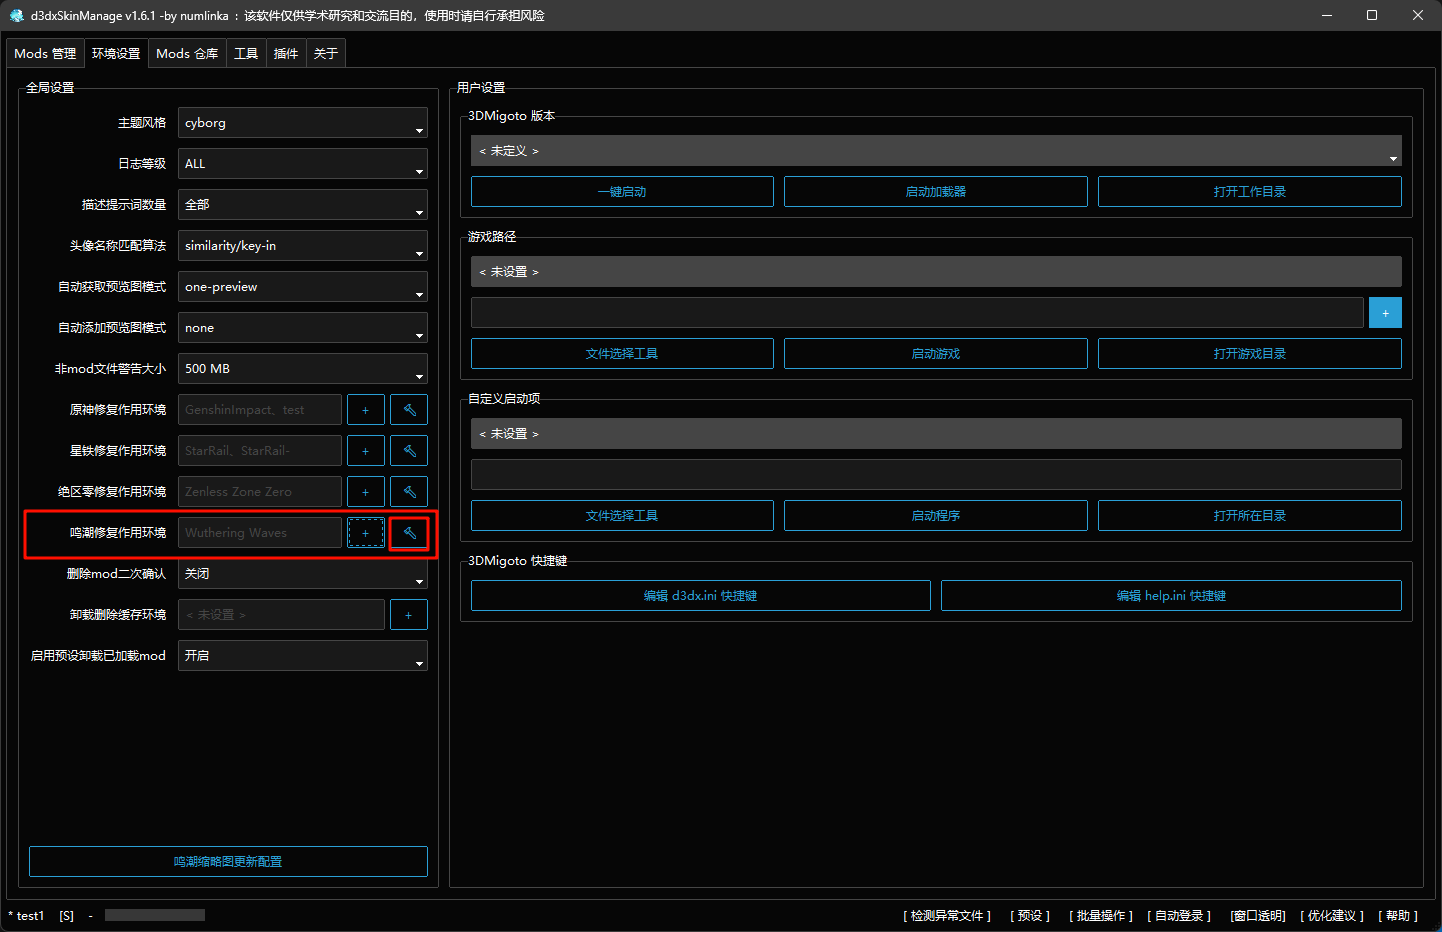 d3dxSkinManage v1.6.1 -by numlinka ：该软件仅供学术研究和交流目的，使用时请自行承担风险
Mods 管理
环境设置
Mods 仓库
工具
插件
关于
全局设置
主题风格
cyborg
日志等级
ALL
描述提示词数量
全部
头像名称匹配算法
similarity/key-in
自动获取预览图模式
one-preview
自动添加预览图模式
none
非mod文件警告大小
500 MB
原神修复作用环境
GenshinImpact、test
+
星铁修复作用环境
StarRail、StarRail-
+
绝区零修复作用环境
Zenless Zone Zero
+
鸣潮修复作用环境
Wuthering Waves
+
删除mod二次确认
关闭
卸载删除缓存环境
< 未设置 >
+
启用预设卸载已加载mod
开启
鸣潮缩略图更新配置
用户设置
3DMigoto 版本
< 未定义 >
一键启动
启动加载器
打开工作目录
游戏路径
< 未设置 >
+
文件选择工具
启动游戏
打开游戏目录
自定义启动项
< 未设置 >
文件选择工具
启动程序
打开所在目录
3DMigoto 快捷键
编辑 d3dx.ini 快捷键
编辑 help.ini 快捷键
* test1 [S] -
[ 检测异常文件 ]
[ 预设 ]
[ 批量操作 ]
[ 自动登录 ]
[窗口透明]
[ 优化建议 ]
[ 帮助 ]